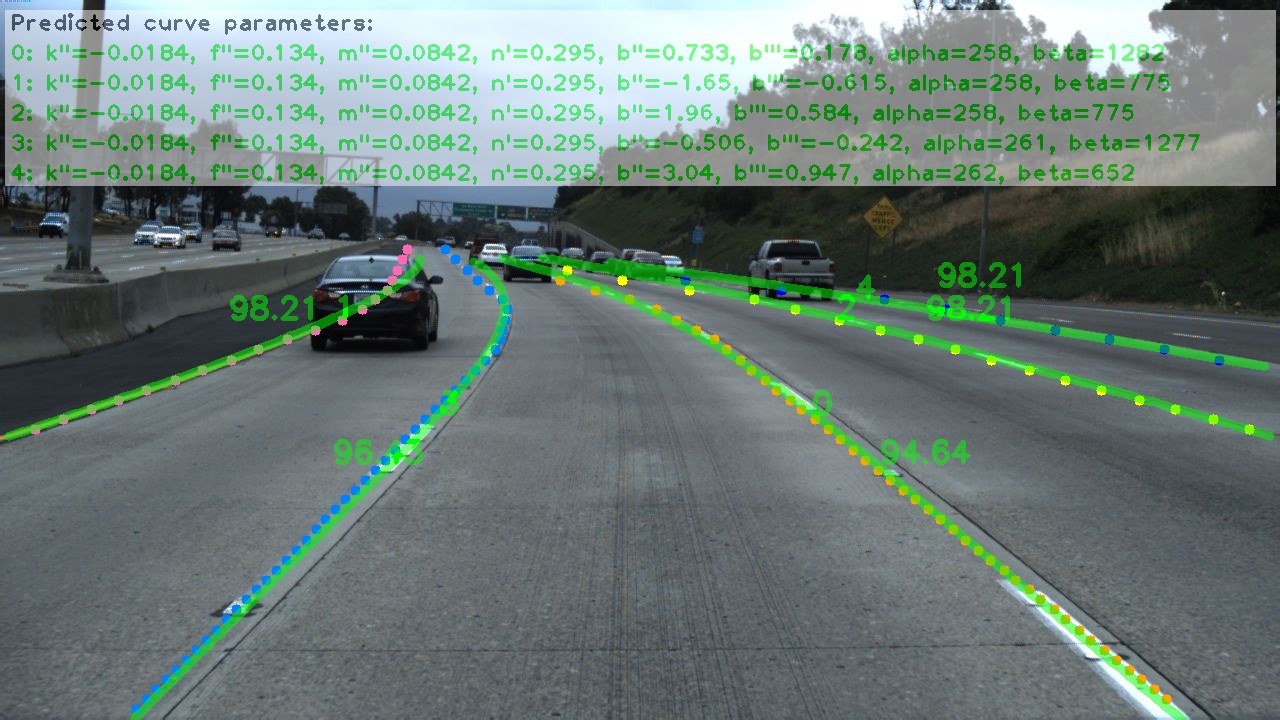 Predicted curve parameters:
0: k''=-0.0184, f''=0.134, m''=0.0842, n'=0.295, b''=0.733, b'''=0.178, alpha=258, beta=1282
1: k''=-0.0184, f''=0.134, m''=0.0842, n'=0.295, b''=-1.65, b'''=-0.615, alpha=258, beta=775
2: k''=-0.0184, f''=0.134, m''=0.0842, n'=0.295, b''=1.96, b'''=0.584, alpha=258, beta=775
3: k''=-0.0184, f''=0.134, m''=0.0842, n'=0.295, b''=-0.506, b'''=-0.242, alpha=261, beta=1277
4: k''=-0.0184, f''=0.134, m''=0.0842, n'=0.295, b''=3.04, b'''=0.947, alpha=262, beta=652
TRAFFIC
MERGE
98.21
4
98.21 1
2
98.21
0
94.64